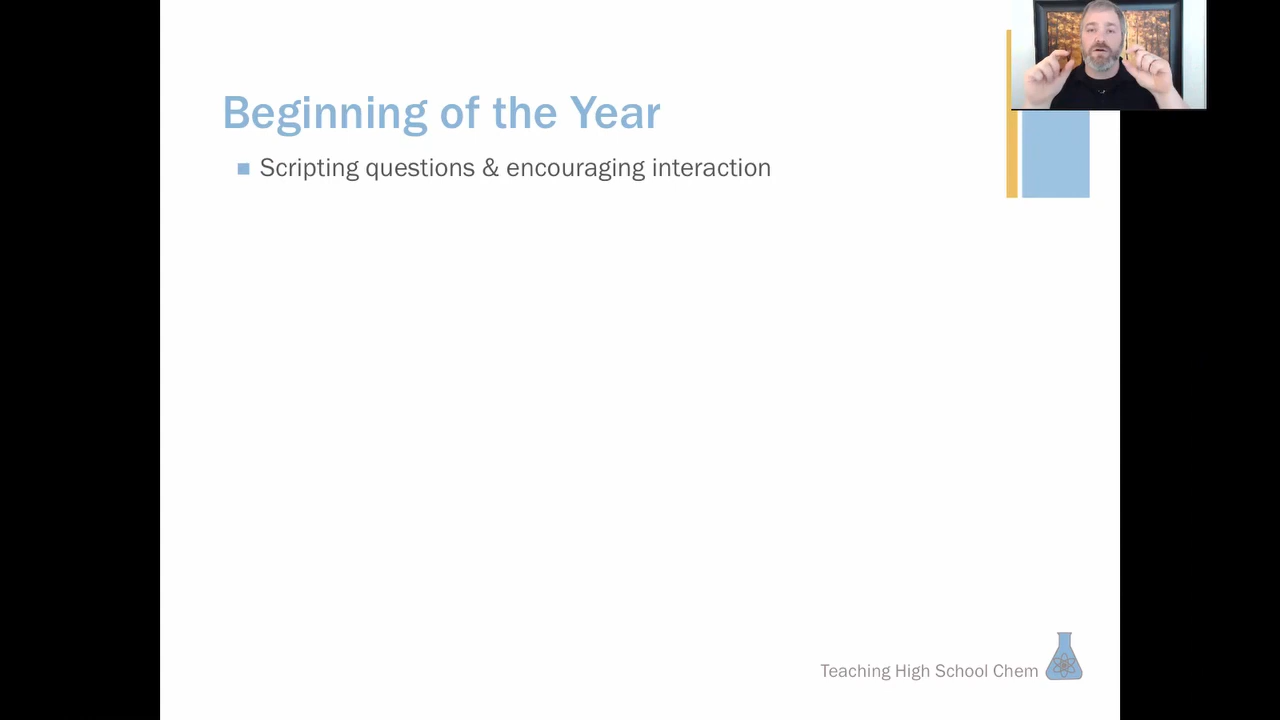 Beginning of the Year
Scripting questions & encouraging interaction
Teaching High School Chem